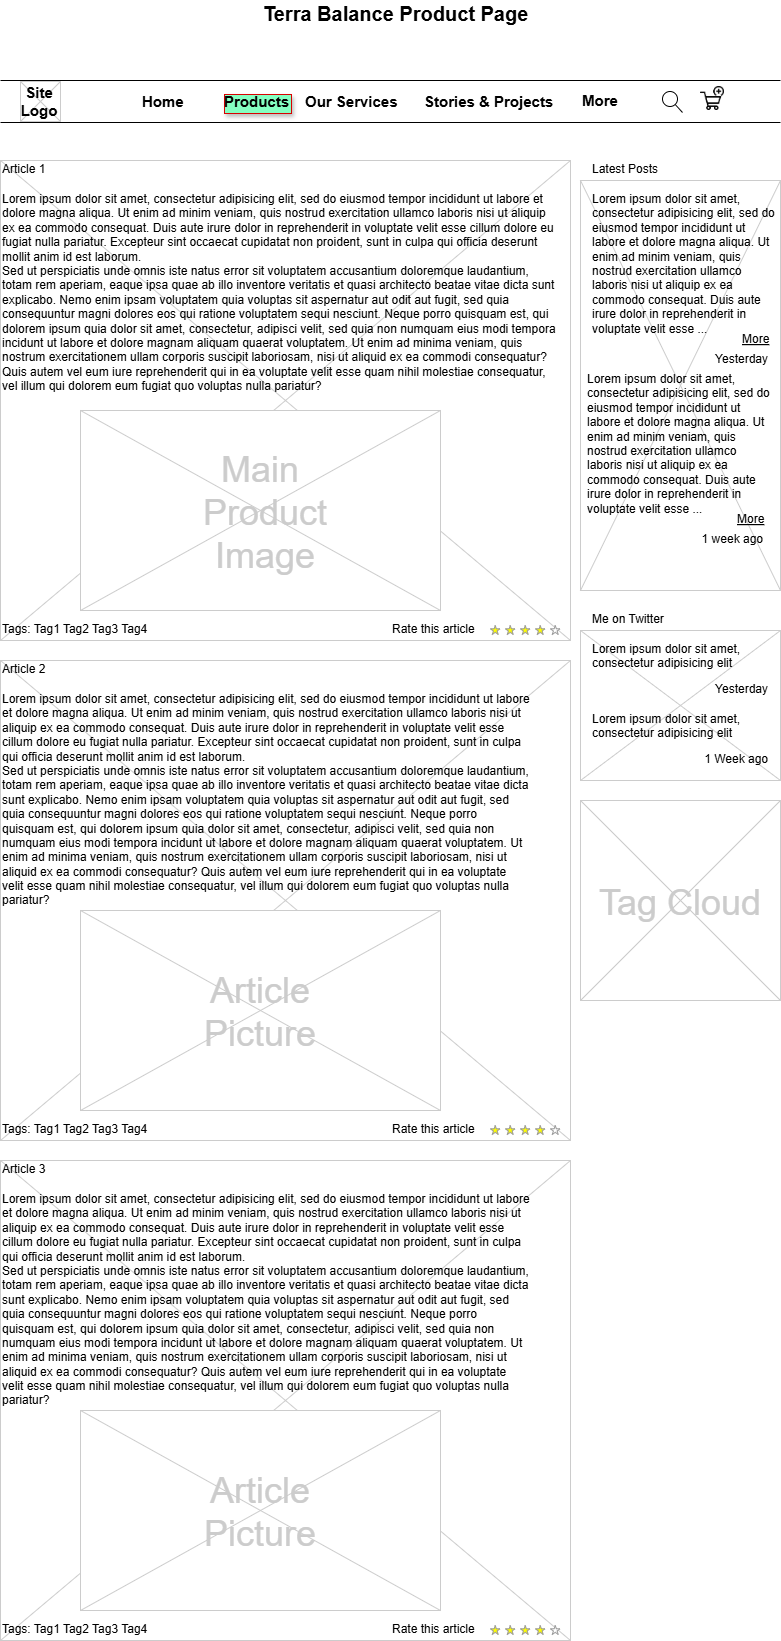 Terra Balance Product Page
Site
Logo
Home
Products
Our Services
Stories & Projects
More
Article 1
Lorem ipsum dolor sit amet, consectetur adipisicing elit, sed do eiusmod tempor incididunt ut labore et
dolore magna aliqua. Ut enim ad minim veniam, quis nostrud exercitation ullamco laboris nisi ut aliquip
ex ea commodo consequat. Duis aute irure dolor in reprehenderit in voluptate velit esse cillum dolore eu
fugiat nulla pariatur. Excepteur sint occaecat cupidatat non proident, sunt in culpa qui officia deserunt
mollit anim id est laborum.
Sed ut perspiciatis unde omnis iste natus error sit voluptatem accusantium doloremque laudantium,
totam rem aperiam, eaque ipsa quae ab illo inventore veritatis et quasi architecto beatae vitae dicta sunt
explicabo. Nemo enim ipsam voluptatem quia voluptas sit aspernatur aut odit aut fugit, sed quia
consequuntur magni dolores eos qui ratione voluptatem sequi nesciunt. Neque porro quisquam est, qui
dolorem ipsum quia dolor sit amet, consectetur, adipisci velit, sed quia non numquam eius modi tempora
incidunt ut labore et dolore magnam aliquam quaerat voluptatem. Ut enim ad minima veniam, quis
nostrum exercitationem ullam corporis suscipit laboriosam, nisi ut aliquid ex ea commodi consequatur?
Quis autem vel eum iure reprehenderit qui in ea voluptate velit esse quam nihil molestiae consequatur,
vel illum qui dolorem eum fugiat quo voluptas nulla pariatur?
Main
Product
Image
Tags: Tag1 Tag2 Tag3 Tag4
Rate this article
Article 2
Lorem ipsum dolor sit amet, consectetur adipisicing elit, sed do eiusmod tempor incididunt ut labore
et dolore magna aliqua. Ut enim ad minim veniam, quis nostrud exercitation ullamco laboris nisi ut
aliquip ex ea commodo consequat. Duis aute irure dolor in reprehenderit in voluptate velit esse
cillum dolore eu fugiat nulla pariatur. Excepteur sint occaecat cupidatat non proident, sunt in culpa
qui officia deserunt mollit anim id est laborum.
Sed ut perspiciatis unde omnis iste natus error sit voluptatem accusantium doloremque laudantium,
totam rem aperiam, eaque ipsa quae ab illo inventore veritatis et quasi architecto beatae vitae dicta
sunt explicabo. Nemo enim ipsam voluptatem quia voluptas sit aspernatur aut odit aut fugit, sed
quia consequuntur magni dolores eos qui ratione voluptatem sequi nesciunt. Neque porro
quisquam est, qui dolorem ipsum quia dolor sit amet, consectetur, adipisci velit, sed quia non
numquam eius modi tempora incidunt ut labore et dolore magnam aliquam quaerat voluptatem. Ut
enim ad minima veniam, quis nostrum exercitationem ullam corporis suscipit laboriosam, nisi ut
aliquid ex ea commodi consequatur? Quis autem vel eum iure reprehenderit qui in ea voluptate
velit esse quam nihil molestiae consequatur, vel illum qui dolorem eum fugiat quo voluptas nulla
pariatur?
Article
Picture
Tags: Tag1 Tag2 Tag3 Tag4
Rate this article
Article 3
Lorem ipsum dolor sit amet, consectetur adipisicing elit, sed do eiusmod tempor incididunt ut labore
et dolore magna aliqua. Ut enim ad minim veniam, quis nostrud exercitation ullamco laboris nisi ut
aliquip ex ea commodo consequat. Duis aute irure dolor in reprehenderit in voluptate velit esse
cillum dolore eu fugiat nulla pariatur. Excepteur sint occaecat cupidatat non proident, sunt in culpa
qui officia deserunt mollit anim id est laborum.
Sed ut perspiciatis unde omnis iste natus error sit voluptatem accusantium doloremque laudantium,
totam rem aperiam, eaque ipsa quae ab illo inventore veritatis et quasi architecto beatae vitae dicta
sunt explicabo. Nemo enim ipsam voluptatem quia voluptas sit aspernatur aut odit aut fugit, sed
quia consequuntur magni dolores eos qui ratione voluptatem sequi nesciunt. Neque porro
quisquam est, qui dolorem ipsum quia dolor sit amet, consectetur, adipisci velit, sed quia non
numquam eius modi tempora incidunt ut labore et dolore magnam aliquam quaerat voluptatem. Ut
enim ad minima veniam, quis nostrum exercitationem ullam corporis suscipit laboriosam, nisi ut
aliquid ex ea commodi consequatur? Quis autem vel eum iure reprehenderit qui in ea voluptate
velit esse quam nihil molestiae consequatur, vel illum qui dolorem eum fugiat quo voluptas nulla
pariatur?
Article
Picture
Tags: Tag1 Tag2 Tag3 Tag4
Rate this article
Latest Posts
Lorem ipsum dolor sit amet,
consectetur adipisicing elit, sed do
eiusmod tempor incididunt ut
labore et dolore magna aliqua. Ut
enim ad minim veniam, quis
nostrud exercitation ullamco
laboris nisi ut aliquip ex ea
commodo consequat. Duis aute
irure dolor in reprehenderit in
voluptate velit esse ...
More
Yesterday
Lorem ipsum dolor sit amet,
consectetur adipisicing elit, sed do
eiusmod tempor incididunt ut
labore et dolore magna aliqua. Ut
enim ad minim veniam, quis
nostrud exercitation ullamco
laboris nisi ut aliquip ex ea
commodo consequat. Duis aute
irure dolor in reprehenderit in
voluptate velit esse ...
More
1 week ago
Me on Twitter
Lorem ipsum dolor sit amet,
consectetur adipisicing elit
Yesterday
Lorem ipsum dolor sit amet,
consectetur adipisicing elit
1 Week ago
Tag Cloud